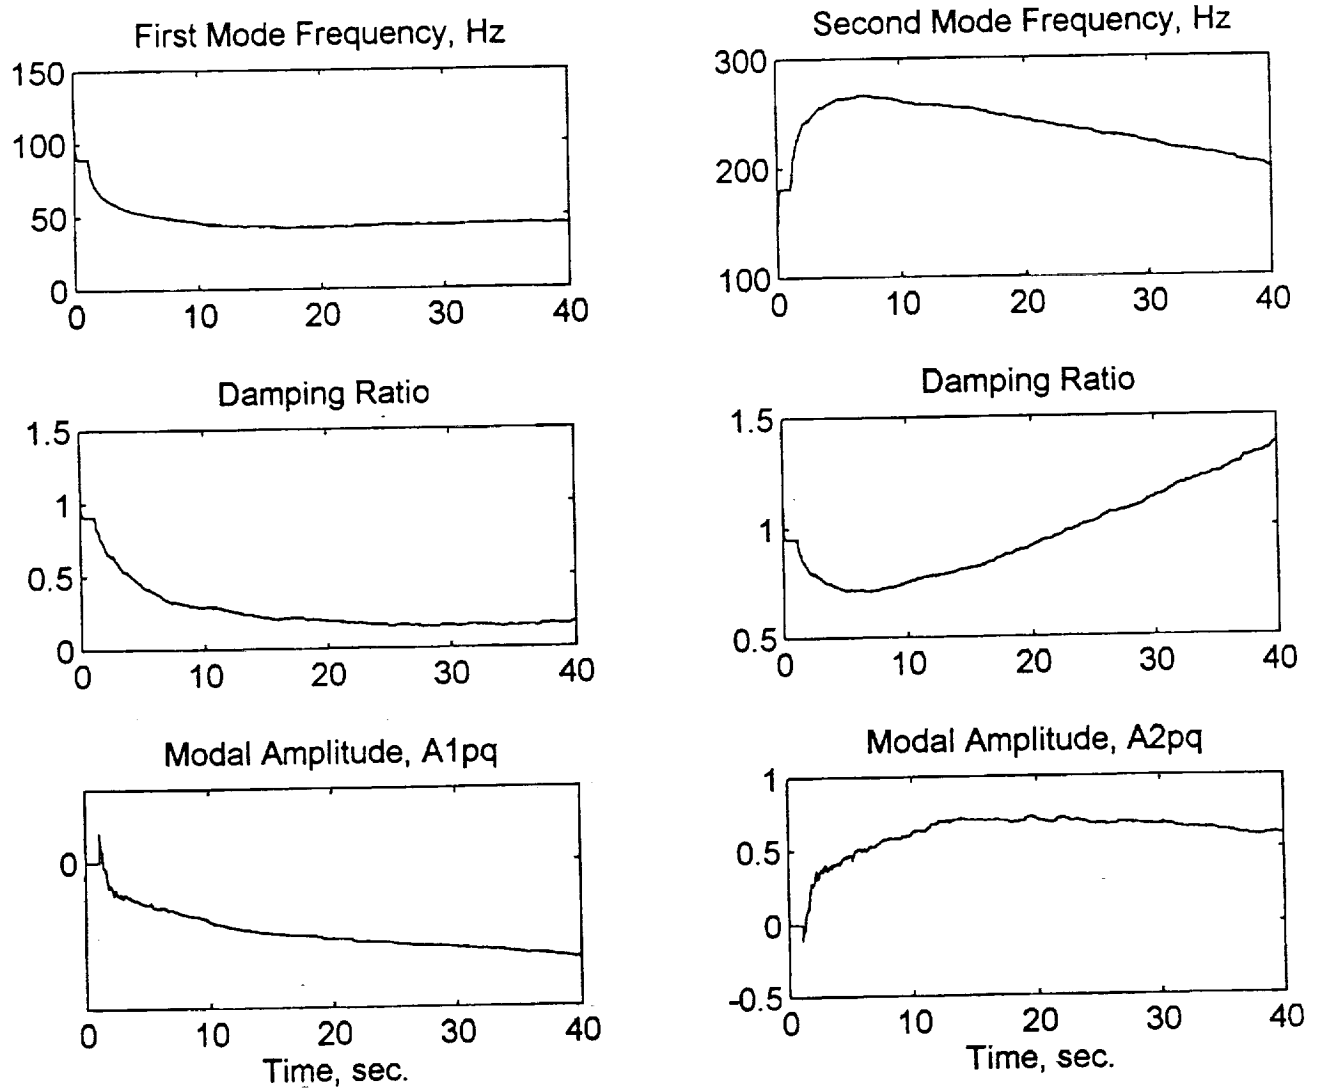 First Mode Frequency, Hz
150
100
50
0
0 10 20 30 40
Second Mode Frequency, Hz
300
200
100
0 10 20 30 40
Damping Ratio
1.5
1
0.5
0
0 10 20 30 40
Damping Ratio
1.5
1
0.5
0 10 20 30 40
Modal Amplitude, A1pq
0
0 10 20 30 40
Time, sec.
Modal Amplitude, A2pq
1
0.5
0
-0.5
0 10 20 30 40
Time, sec.